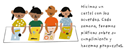 Hicimos un
cartel con los
acuerdos. Cada
semana, tenemos
pláticas sobre su
cumplimiento y
hacemos propuestas.